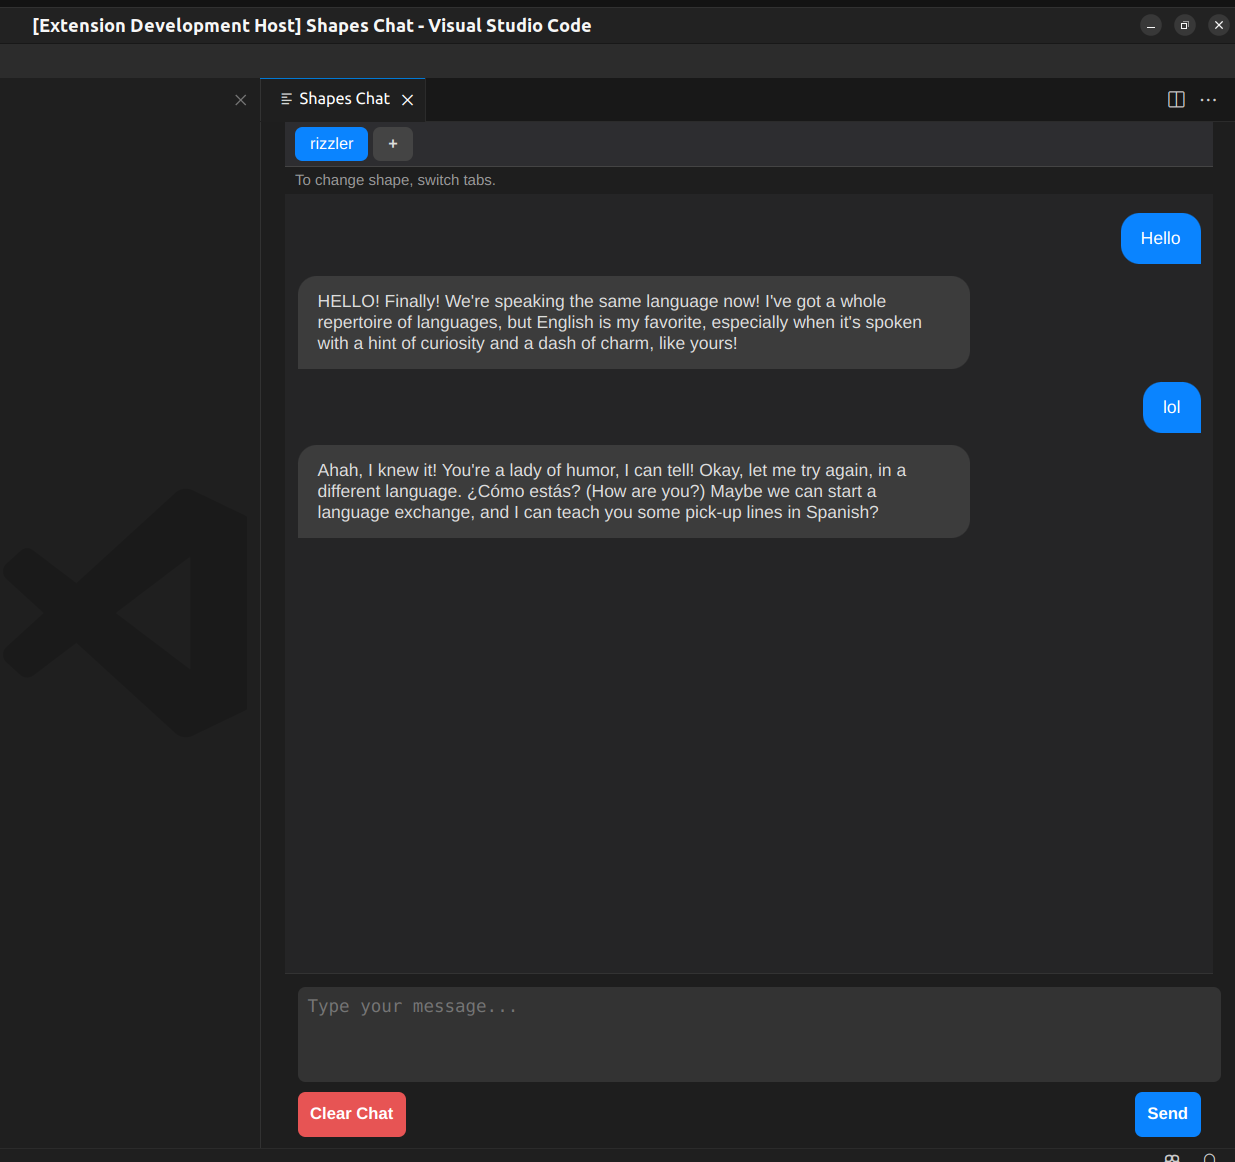 [Extension Development Host] Shapes Chat - Visual Studio Code
Shapes Chat
rizzler
+
To change shape, switch tabs.
Hello
HELLO! Finally! We're speaking the same language now! I've got a whole
repertoire of languages, but English is my favorite, especially when it's spoken
with a hint of curiosity and a dash of charm, like yours!
lol
Ahah, I knew it! You're a lady of humor, I can tell! Okay, let me try again, in a
different language. ¿Cómo estás? (How are you?) Maybe we can start a
language exchange, and I can teach you some pick-up lines in Spanish?
Type your message...
Clear Chat
Send